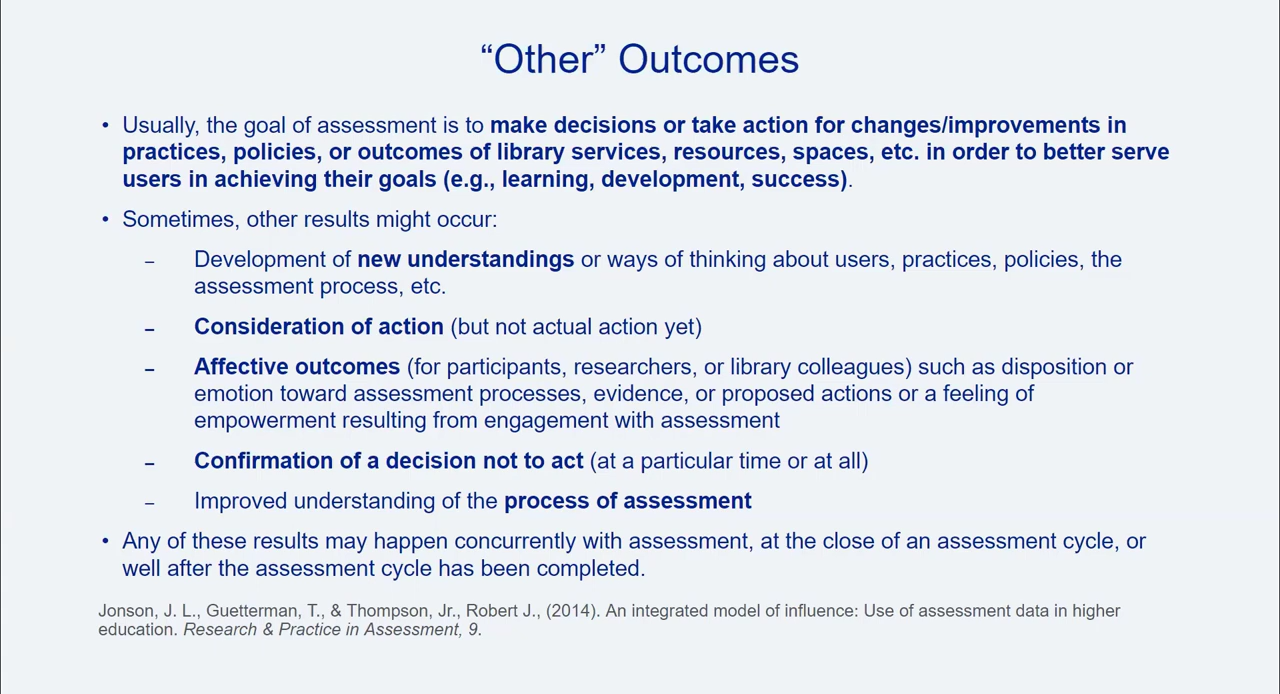 “Other” Outcomes
• Usually, the goal of assessment is to make decisions or take action for changes/improvements in
practices, policies, or outcomes of library services, resources, spaces, etc. in order to better serve
users in achieving their goals (e.g., learning, development, success).
• Sometimes, other results might occur:
– Development of new understandings or ways of thinking about users, practices, policies, the
assessment process, etc.
– Consideration of action (but not actual action yet)
– Affective outcomes (for participants, researchers, or library colleagues) such as disposition or
emotion toward assessment processes, evidence, or proposed actions or a feeling of
empowerment resulting from engagement with assessment
– Confirmation of a decision not to act (at a particular time or at all)
– Improved understanding of the process of assessment
• Any of these results may happen concurrently with assessment, at the close of an assessment cycle, or
well after the assessment cycle has been completed.
Jonson, J. L., Guetterman, T., & Thompson, Jr., Robert J., (2014). An integrated model of influence: Use of assessment data in higher
education. Research & Practice in Assessment, 9.